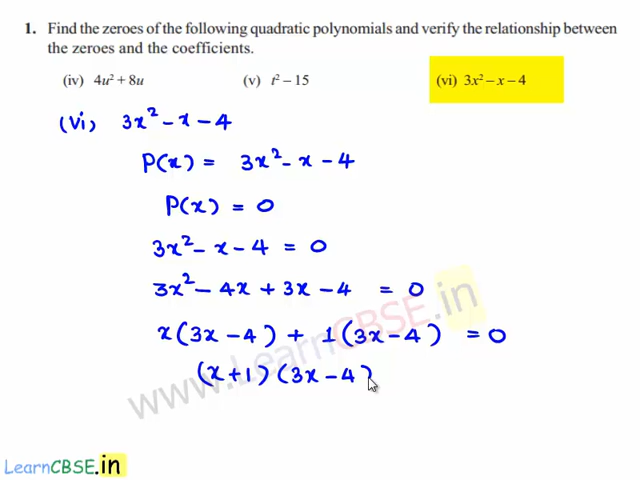 1. Find the zeroes of the following quadratic polynomials and verify the relationship between
the zeroes and the coefficients.
(iv) 4u² + 8u (v) t² – 15 (vi) 3x² – x – 4
(Vi) 3x² - x - 4
P(x) = 3x² - x - 4
P(x) = 0
3x² - x - 4 = 0
3x² - 4x + 3x - 4 = 0
x(3x - 4) + 1(3x - 4) = 0
(x + 1)(3x - 4)
www.LearnCBSE.in
LearnCBSE.in